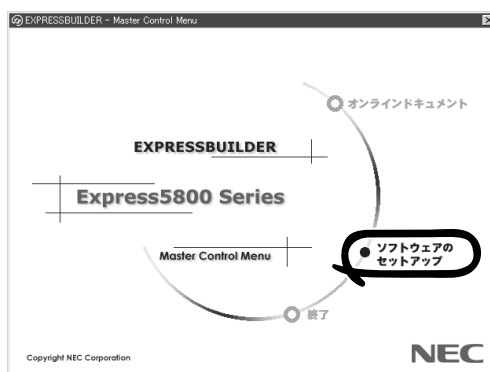 EXPRESSBUILDER - Master Control Menu
オンラインドキュメント
EXPRESSBUILDER
Express5800 Series
Master Control Menu
ソフトウェアの
セットアップ
終了
Copyright NEC Corporation
NEC